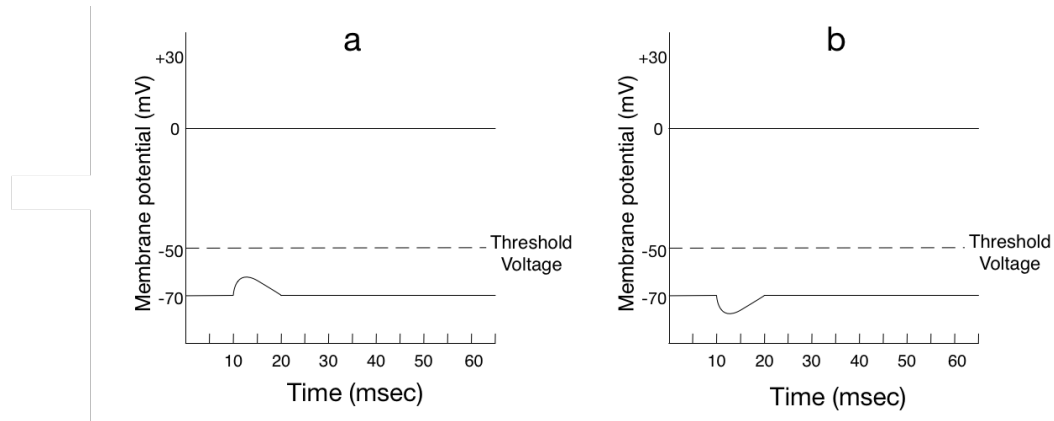 a
+30
0
-50
-70
Membrane potential (mV)
Threshold
Voltage
10 20 30 40 50 60
Time (msec)
b
+30
0
-50
-70
Membrane potential (mV)
Threshold
Voltage
10 20 30 40 50 60
Time (msec)